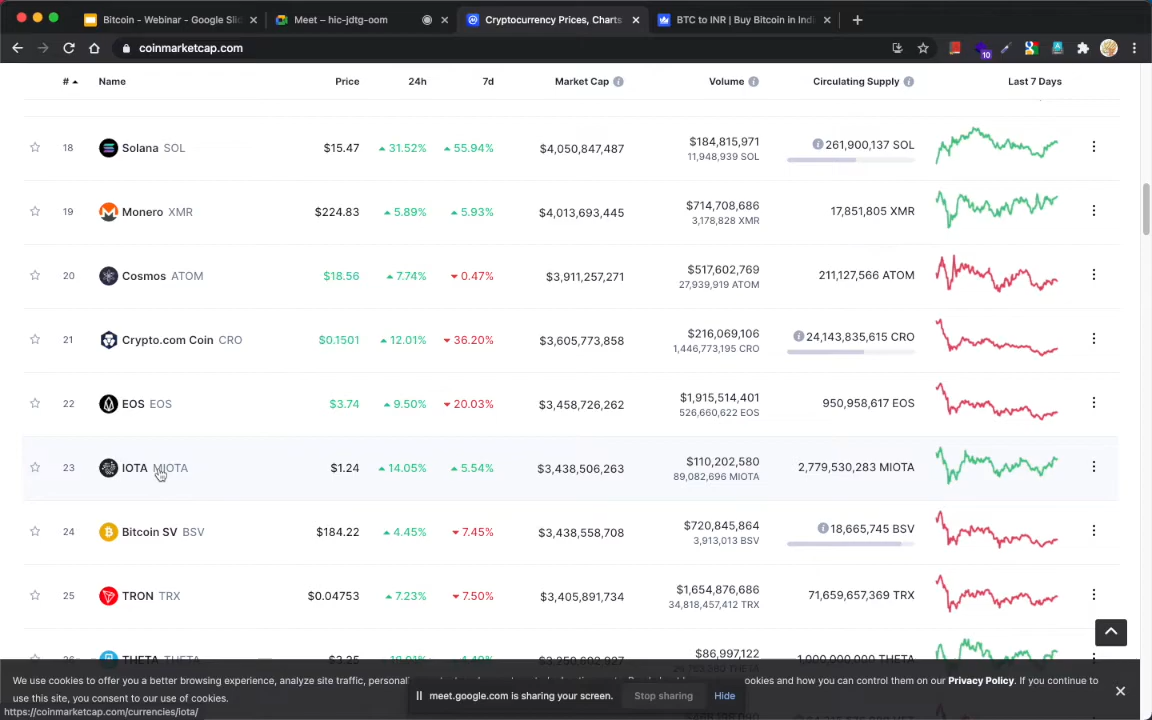 Bitcoin - Webinar - Google Slid
Meet – hic-jdtg-oom
Cryptocurrency Prices, Charts
BTC to INR | Buy Bitcoin in Indi
coinmarketcap.com
10
# Name Price 24h 7d Market Cap Volume Circulating Supply Last 7 Days
18 Solana SOL $15.47 31.52% 55.94% $4,050,847,487 $184,815,971 261,900,137 SOL
11,948,939 SOL
19 Monero XMR $224.83 5.89% 5.93% $4,013,693,445 $714,708,686 17,851,805 XMR
3,178,828 XMR
20 Cosmos ATOM $18.56 7.74% 0.47% $3,911,257,271 $517,602,769 211,127,566 ATOM
27,939,919 ATOM
21 Crypto.com Coin CRO $0.1501 12.01% 36.20% $3,605,773,858 $216,069,106 24,143,835,615 CRO
1,446,773,195 CRO
22 EOS EOS $3.74 9.50% 20.03% $3,458,726,262 $1,915,514,401 950,958,617 EOS
526,660,622 EOS
23 IOTA MIOTA $1.24 14.05% 5.54% $3,438,506,263 $110,202,580 2,779,530,283 MIOTA
89,082,696 MIOTA
24 Bitcoin SV BSV $184.22 4.45% 7.45% $3,438,558,708 $720,845,864 18,665,745 BSV
3,913,013 BSV
25 TRON TRX $0.04753 7.23% 7.50% $3,405,891,734 $1,654,876,686 71,659,657,369 TRX
34,818,457,412 TRX
26 THETA THETA $3.25 $86,997,122 1,000,000,000 THETA
We use cookies to offer you a better browsing experience, analyze site traffic, personali
cookies and how you can control them on our Privacy Policy. If you continue to
use this site, you consent to our use of cookies.
meet.google.com is sharing your screen. Stop sharing Hide
https://coinmarketcap.com/currencies/iota/